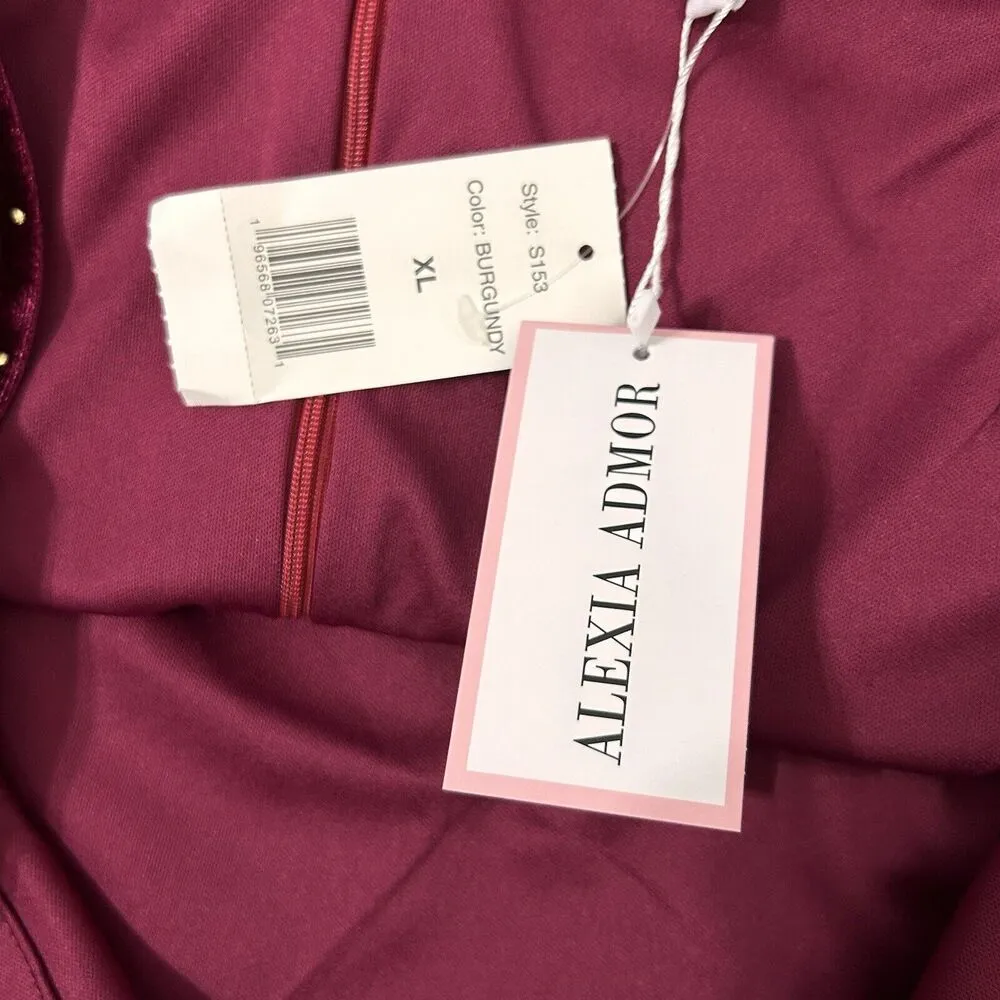 Style: S153
Color: BURGUNDY
XL
1 96568 07263 1
ALEXIA ADMOR